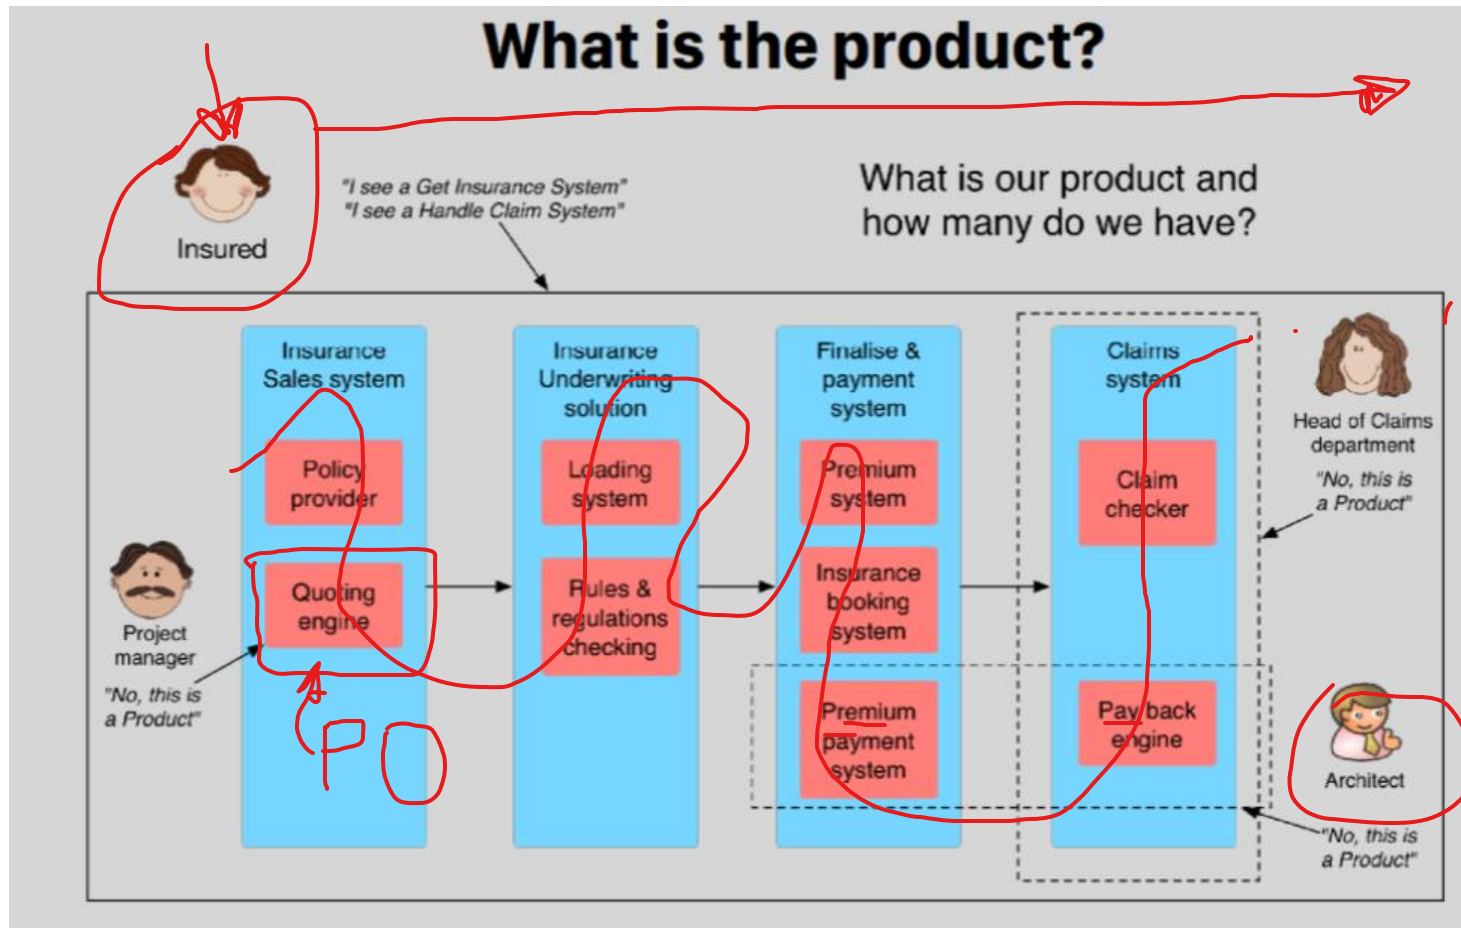 What is the product?
"I see a Get Insurance System"
"I see a Handle Claim System"
What is our product and
how many do we have?
Insured
Insurance
Sales system
Policy
provider
Quoting
engine
Insurance
Underwriting
solution
Loading
system
Rules &
regulations
checking
Finalise &
payment
system
Premium
system
Insurance
booking
system
Premium
payment
system
Claims
system
Claim
checker
Pay back
engine
Head of Claims
department
"No, this is
a Product"
Project
manager
"No, this is
a Product"
PO
Architect
"No, this is
a Product"